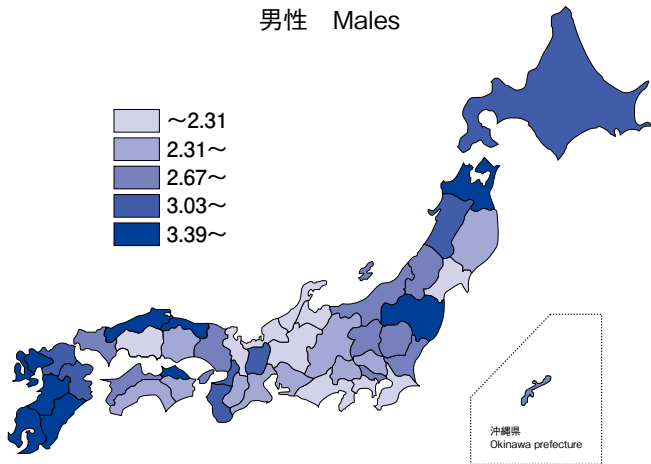 男性　Males
～2.31
2.31～
2.67～
3.03～
3.39～
沖縄県
Okinawa prefecture